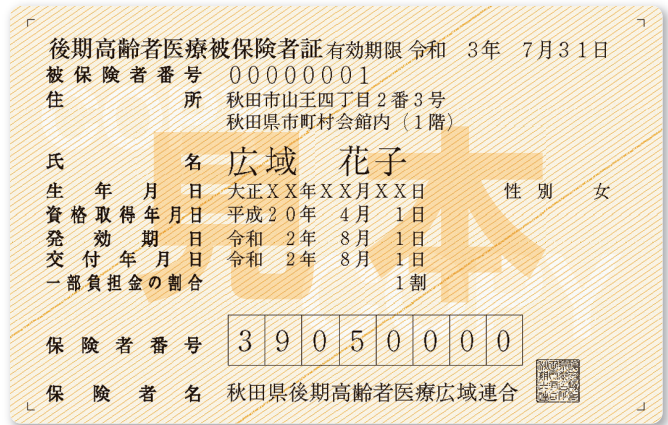 後期高齢者医療被保険者証 有効期限 令和 3年 7月31日
被保険者番号 00000001
住所 秋田市山王四丁目2番3号
秋田県市町村会館内（1階）
氏名 広域 花子
生年月日 大正XX年XX月XX日 性別 女
資格取得年月日 平成20年 4月 1日
発効期日 令和 2年 8月 1日
交付年月日 令和 2年 8月 1日
一部負担金の割合 1割
見本
保険者番号 39050000
保険者名 秋田県後期高齢者医療広域連合